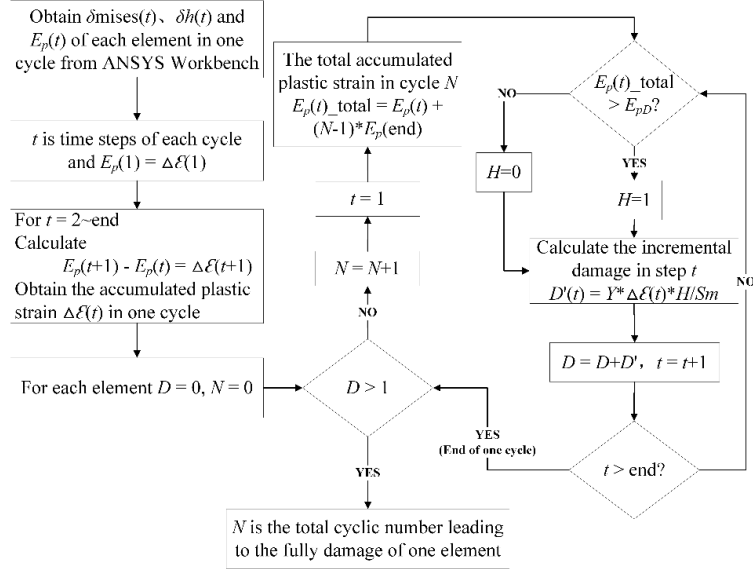 Obtain δmises(t)、δh(t) and
Eₚ(t) of each element in one
cycle from ANSYS Workbench
t is time steps of each cycle
and Eₚ(1) = Δℰ(1)
For t = 2~end
Calculate
Eₚ(t+1) - Eₚ(t) = Δℰ(t+1)
Obtain the accumulated plastic
strain Δℰ(t) in one cycle
For each element D = 0, N = 0
D > 1
NO
N = N+1
t = 1
The total accumulated
plastic strain in cycle N
Eₚ(t)_total = Eₚ(t) +
(N-1)*Eₚ(end)
YES
N is the total cyclic number leading
to the fully damage of one element
Eₚ(t)_total
> EₚD?
NO
H=0
YES
H=1
Calculate the incremental
damage in step t
D'(t) = Y*Δℰ(t)*H/Sm
D = D+D', t = t+1
t > end?
NO
YES
(End of one cycle)